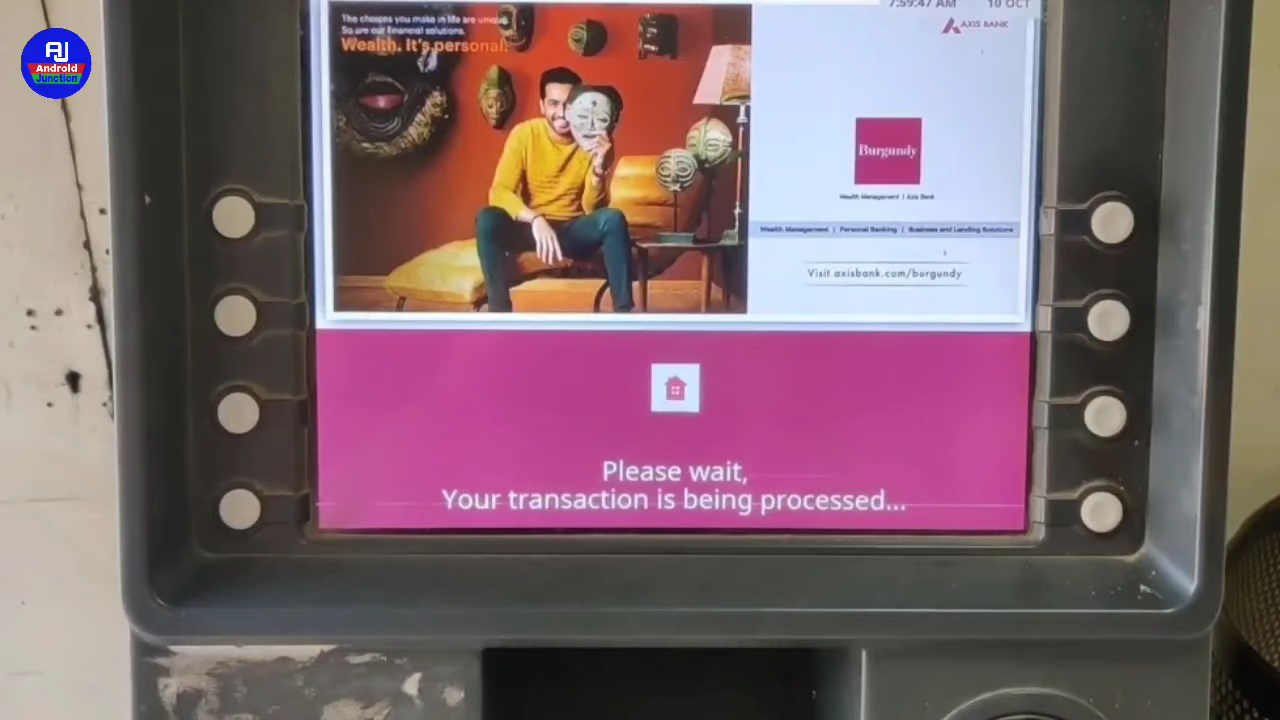 AJ
Android
Junction
7:59:47 AM 10 OCT
The choices you make in life are unique.
So are our financial solutions.
Wealth. It's personal.
AXIS BANK
Burgundy
Wealth Management | Axis Bank
Wealth Management | Personal Banking | Business and Lending Solutions
Visit axisbank.com/burgundy
Please wait,
Your transaction is being processed...